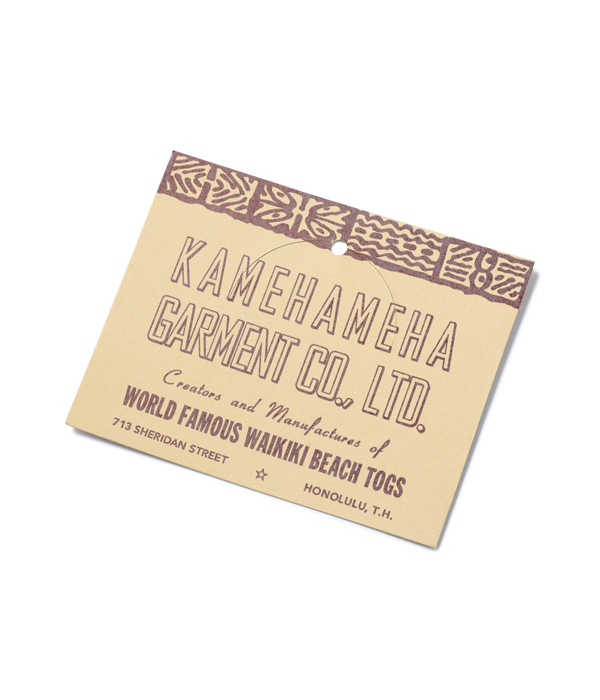 KAMEHAMEHA
GARMENT CO., LTD.
Creators and Manufactures of
WORLD FAMOUS WAIKIKI BEACH TOGS
713 SHERIDAN STREET ☆ HONOLULU, T.H.